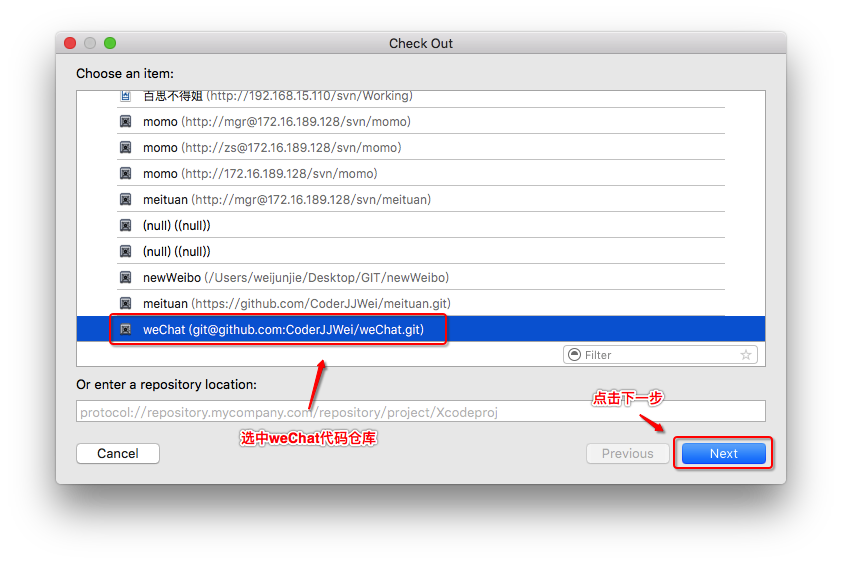 Check Out
Choose an item:
百思不得姐 (http://192.168.15.110/svn/Working)
momo (http://mgr@172.16.189.128/svn/momo)
momo (http://zs@172.16.189.128/svn/momo)
momo (http://172.16.189.128/svn/momo)
meituan (http://mgr@172.16.189.128/svn/meituan)
(null) ((null))
(null) ((null))
newWeibo (/Users/weijunjie/Desktop/GIT/newWeibo)
meituan (https://github.com/CoderJJWei/meituan.git)
weChat (git@github.com:CoderJJWei/weChat.git)
Filter
Or enter a repository location:
点击下一步
protocol://repository.mycompany.com/repository/project/Xcodeproj
选中weChat代码仓库
Cancel
Previous
Next